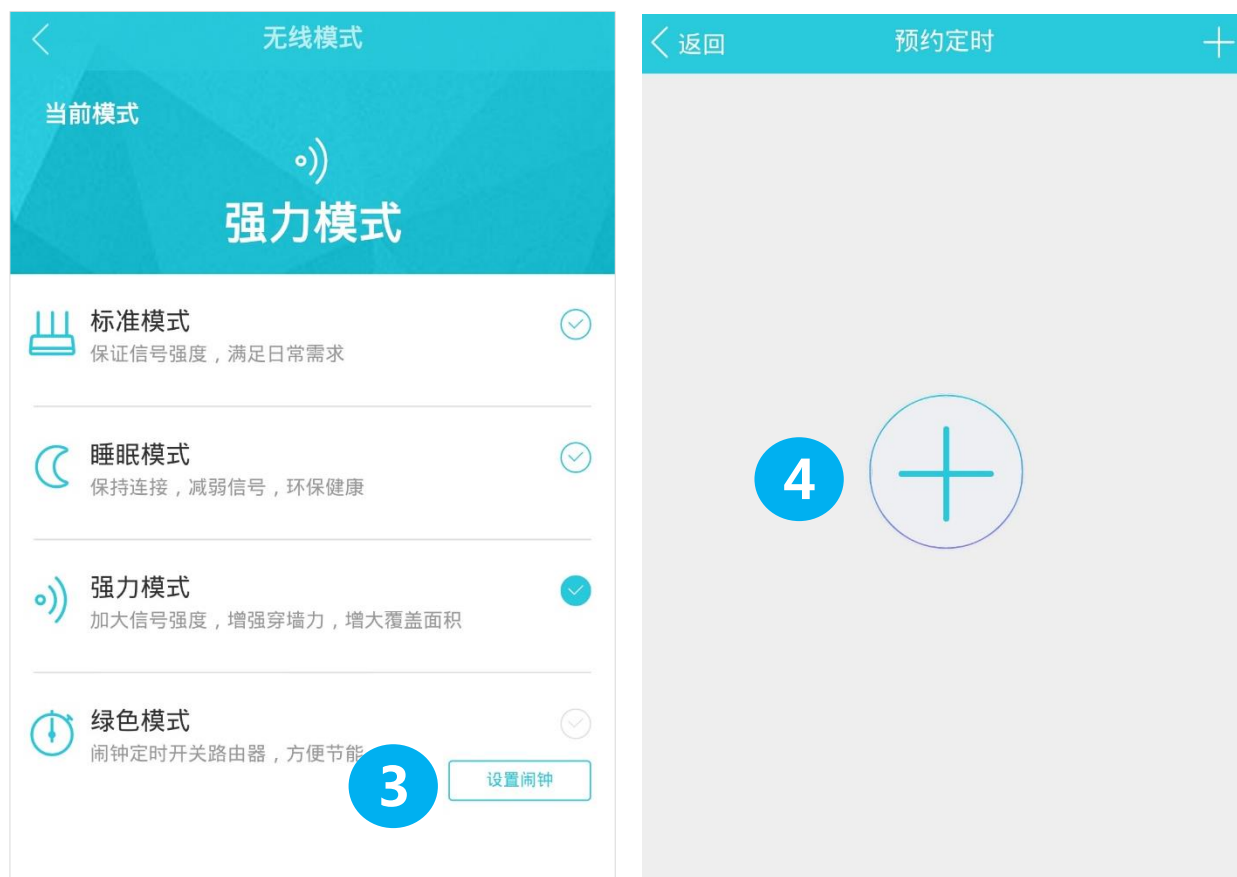 无线模式
当前模式
强力模式
标准模式
保证信号强度，满足日常需求
睡眠模式
保持连接，减弱信号，环保健康
强力模式
加大信号强度，增强穿墙力，增大覆盖面积
绿色模式
闹钟定时开关路由器，方便节能
3
设置闹钟
返回
预约定时
4